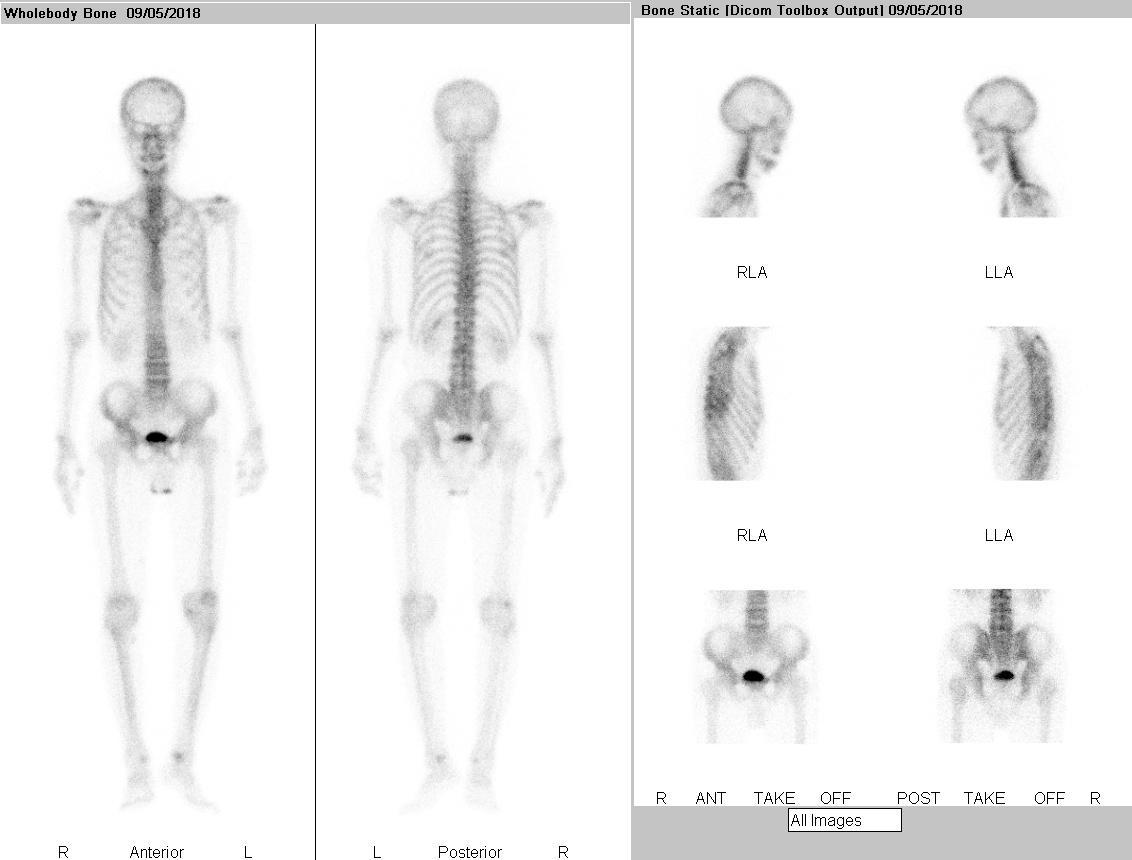 Wholebody Bone 09/05/2018
Bone Static [Dicom Toolbox Output] 09/05/2018
RLA LLA
RLA LLA
R ANT TAKE OFF POST TAKE OFF R
All Images
R Anterior L L Posterior R